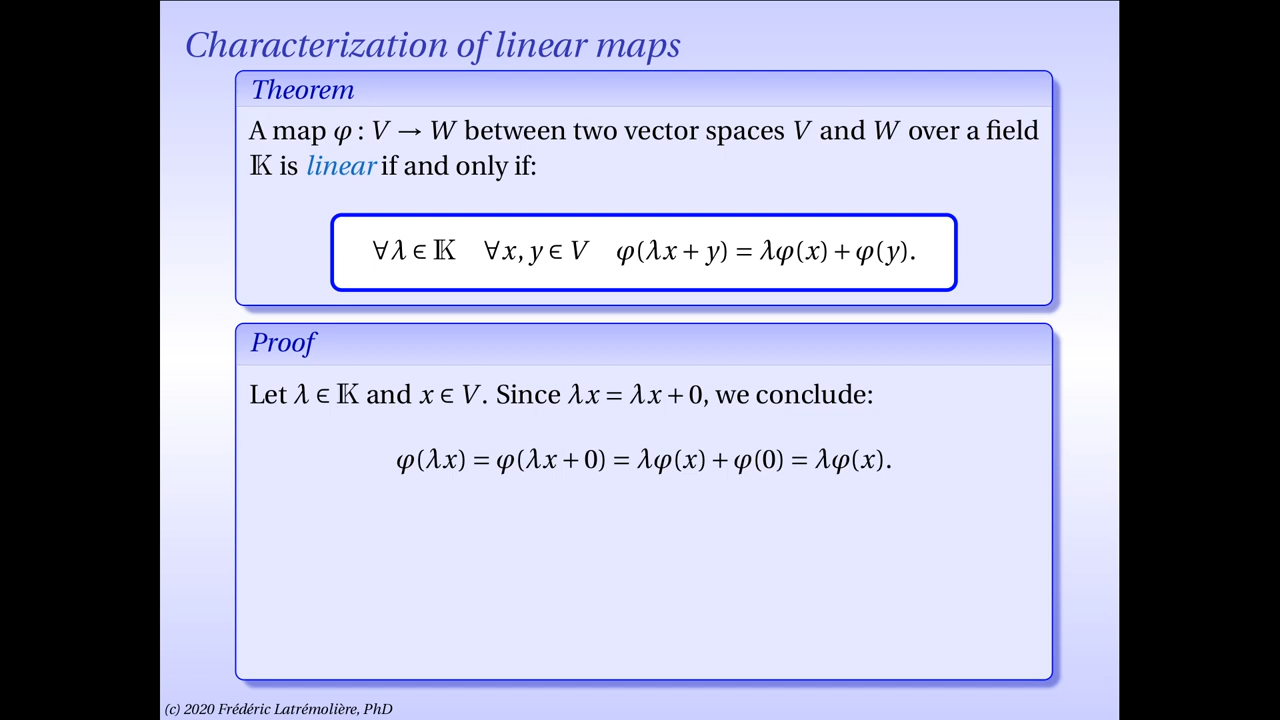 Characterization of linear maps
Theorem
A map φ : V → W between two vector spaces V and W over a field
𝕂 is linear if and only if:
∀λ ∈ 𝕂 ∀x, y ∈ V φ(λx + y) = λφ(x) + φ(y).
Proof
Let λ ∈ 𝕂 and x ∈ V. Since λx = λx + 0, we conclude:
φ(λx) = φ(λx + 0) = λφ(x) + φ(0) = λφ(x).
(c) 2020 Frédéric Latrémolière, PhD